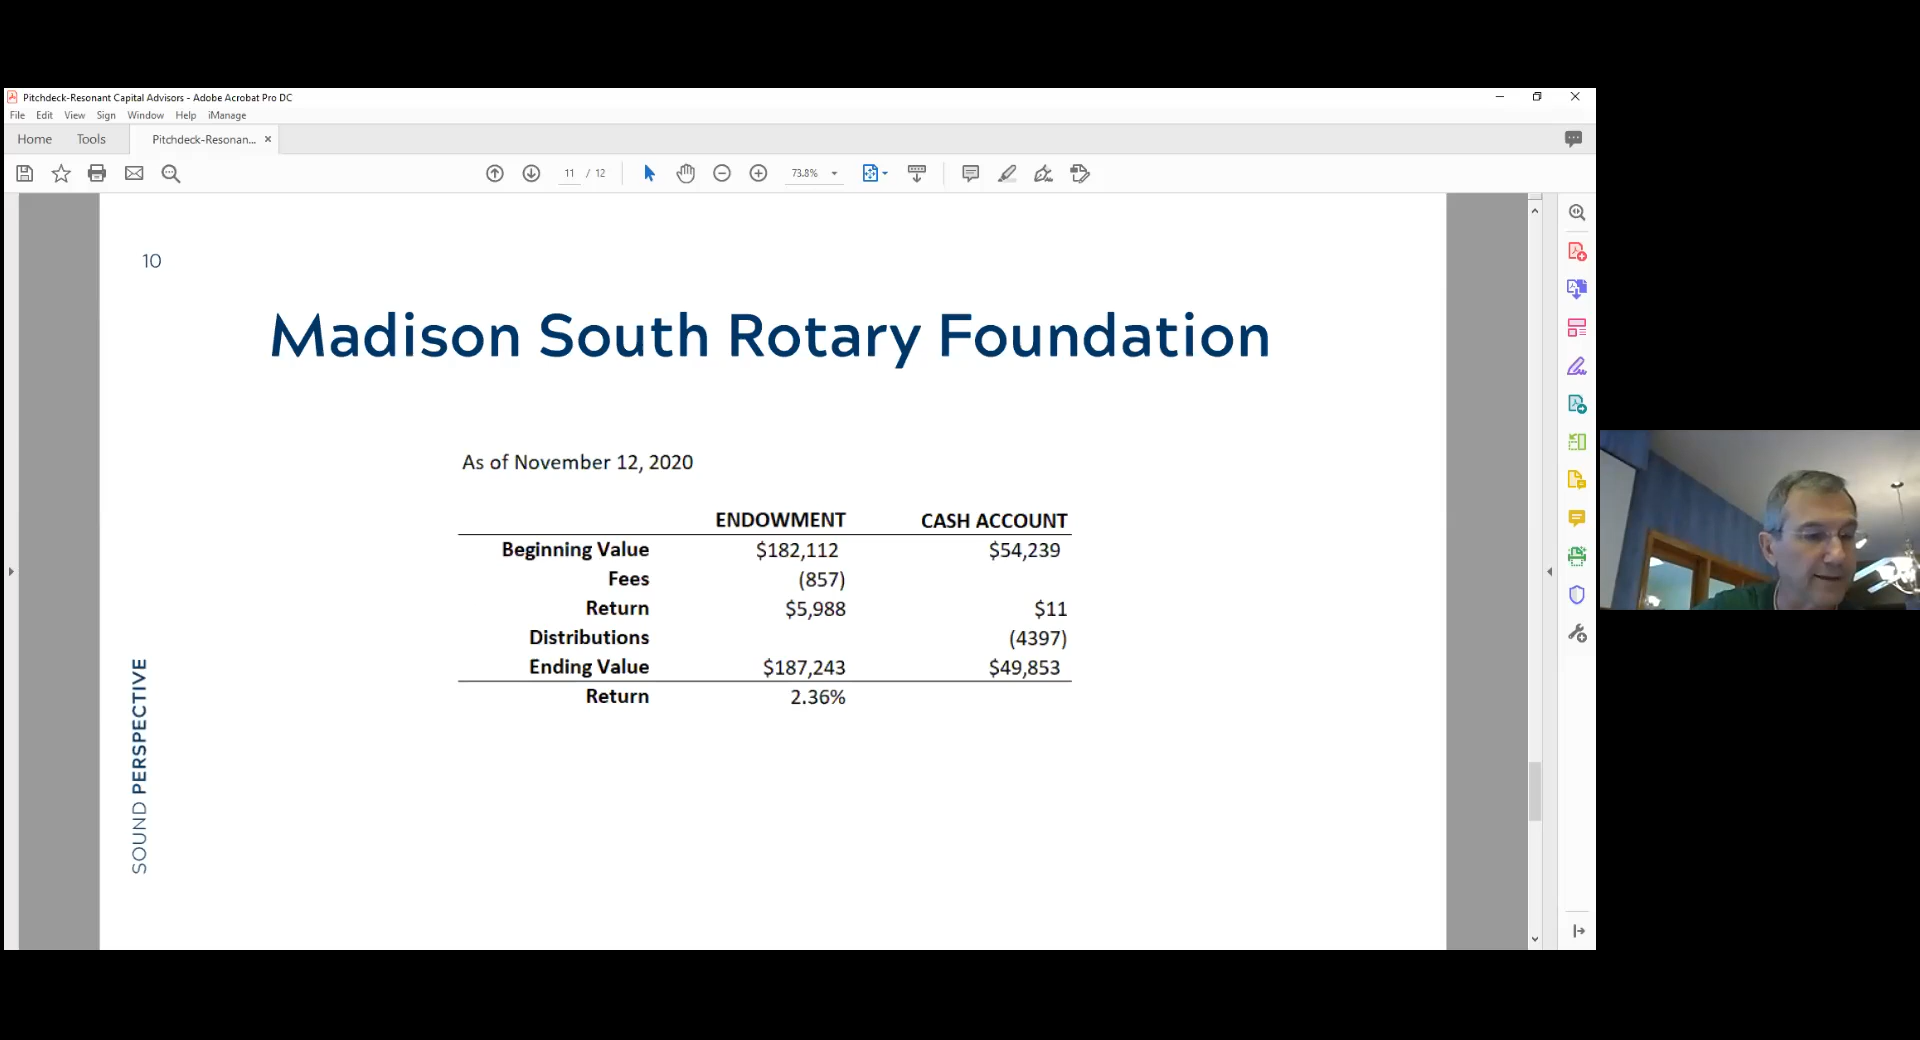 Pitchdeck-Resonant Capital Advisors - Adobe Acrobat Pro DC
File Edit View Sign Window Help iManage
Home Tools Pitchdeck-Resonan... ×
11 / 12 73.8%
10
Madison South Rotary Foundation
As of November 12, 2020
ENDOWMENT CASH ACCOUNT
Beginning Value $182,112 $54,239
Fees (857)
Return $5,988 $11
Distributions (4397)
Ending Value $187,243 $49,853
Return 2.36%
SOUND PERSPECTIVE